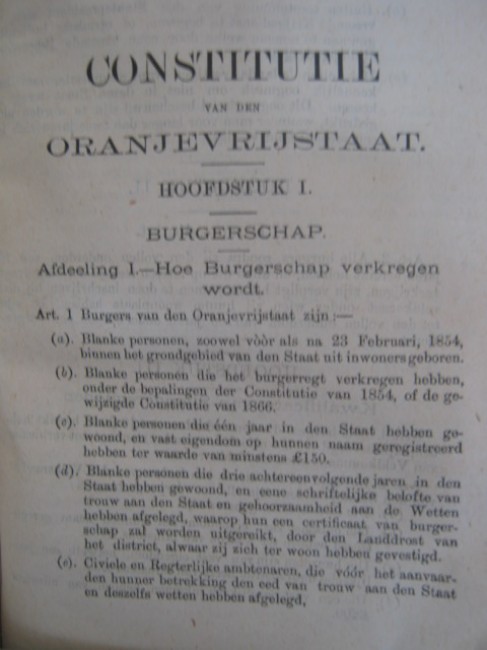 CONSTITUTIE
VAN DEN
ORANJEVRIJSTAAT.
HOOFDSTUK I.
BURGERSCHAP.
Afdeeling I.—Hoe Burgerschap verkregen
wordt.
Art. 1 Burgers van den Oranjevrijstaat zijn:—
(a). Blanke personen, zoowel vòòr als na 23 Februari, 1854,
binnen het grondgebied van den Staat uit inwoners geboren.
(b). Blanke personen die het burgerregt verkregen hebben,
onder de bepalingen der Constitutie van 1854, of de ge-
wijzigde Constitutie van 1866.
(c). Blanke personen die één jaar in den Staat hebben ge-
woond, en vast eigendom op hunnen naam geregistreerd
hebben ter waarde van minstens £150.
(d). Blanke personen die drie achtereenvolgende jaren in den
Staat hebben gewoond, en eene schriftelijke belofte van
trouw aan den Staat en gehoorzaamheid aan de Wetten
hebben afgelegd, waarop hun een certificaat van burger-
schap zal worden uitgereikt, door den Landdrost van
het district, alwaar zij zich ter woon hebben gevestigd.
(e). Civiele en Regterlijke ambtenaren, die vóór het aanvaar-
den hunner betrekking den eed van trouw aan den Staat
en deszelfs wetten hebben afgelegd,